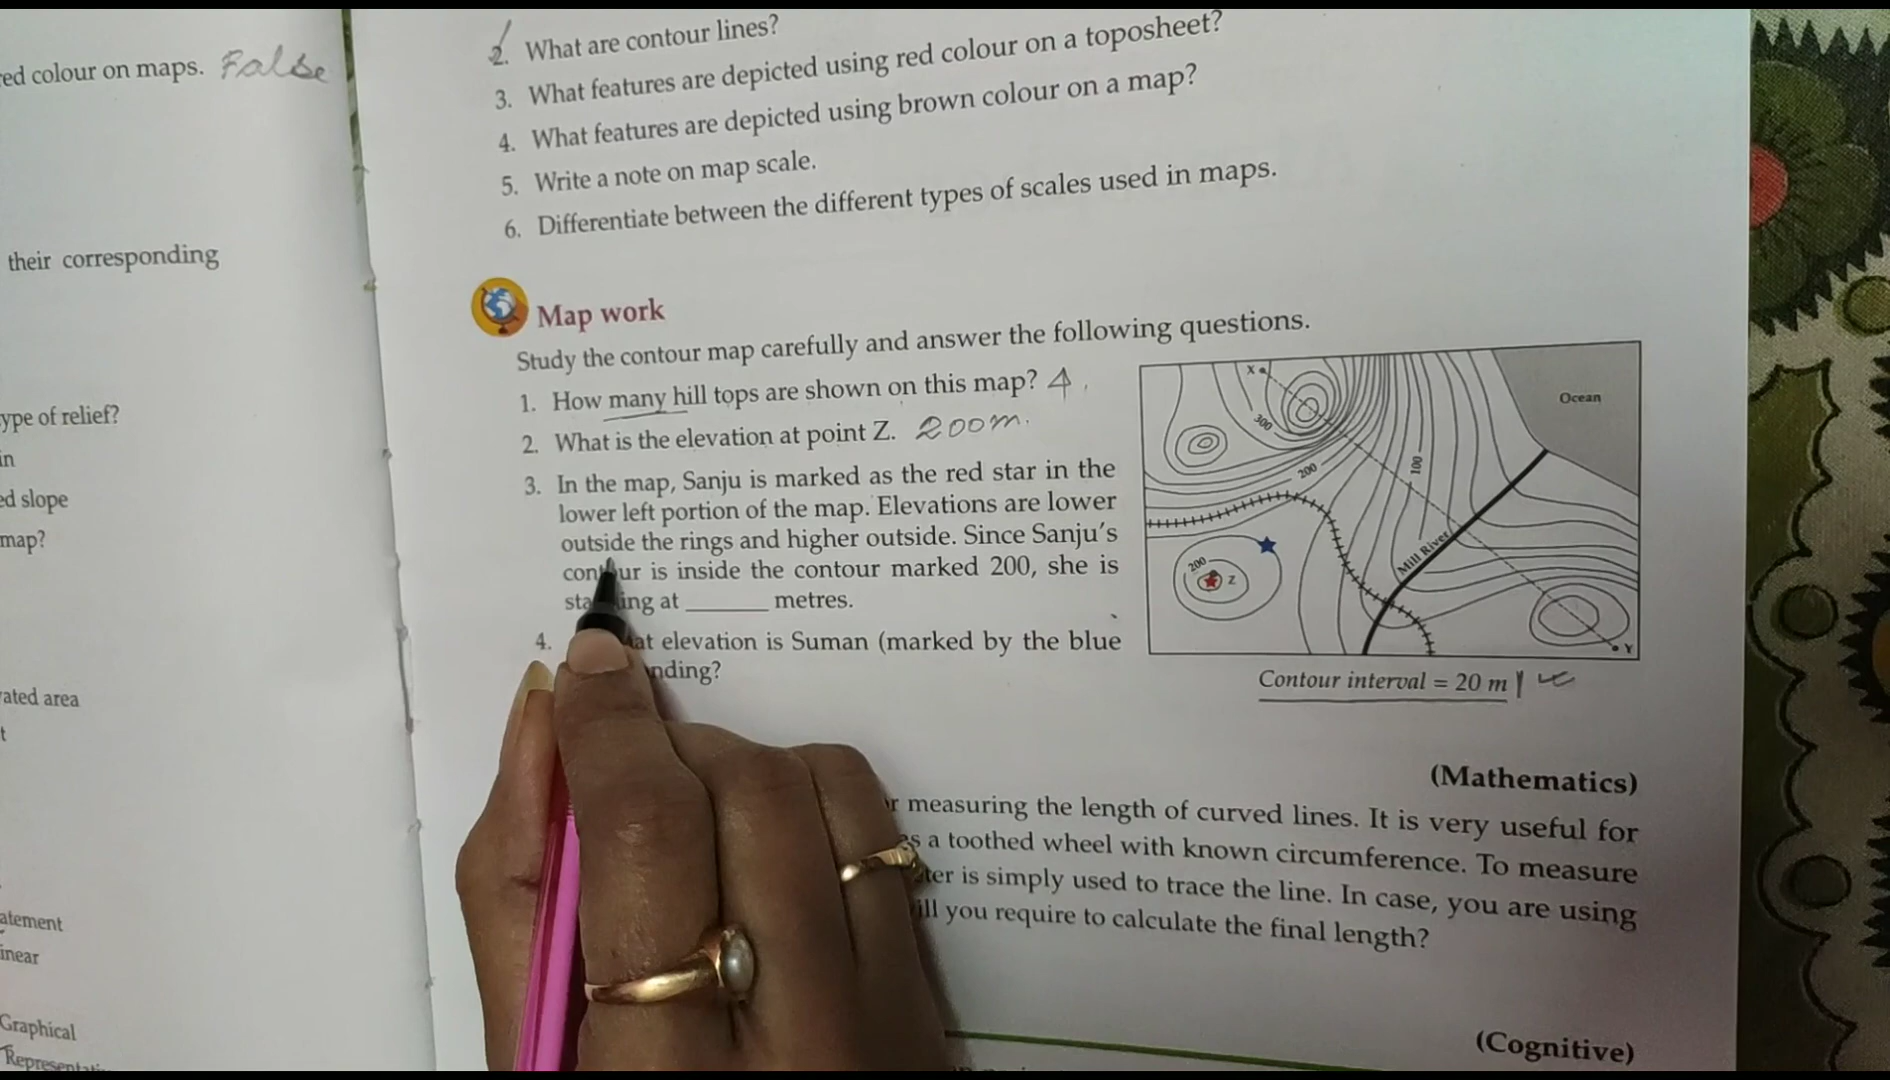 red colour on maps. False
their corresponding
type of relief?
in
ed slope
map?
rated area
t
atement
inear
Graphical
2. What are contour lines?
3. What features are depicted using red colour on a toposheet?
4. What features are depicted using brown colour on a map?
5. Write a note on map scale.
6. Differentiate between the different types of scales used in maps.
Map work
Study the contour map carefully and answer the following questions.
1. How many hill tops are shown on this map? 4
2. What is the elevation at point Z. 200m.
3. In the map, Sanju is marked as the red star in the
lower left portion of the map. Elevations are lower
outside the rings and higher outside. Since Sanju's
contour is inside the contour marked 200, she is
standing at ______ metres.
4. at elevation is Suman (marked by the blue
nding?
X
300
200
100
Ocean
Mill River
200
Z
Y
Contour interval = 20 m
(Mathematics)
r measuring the length of curved lines. It is very useful for
es a toothed wheel with known circumference. To measure
ter is simply used to trace the line. In case, you are using
ill you require to calculate the final length?
(Cognitive)